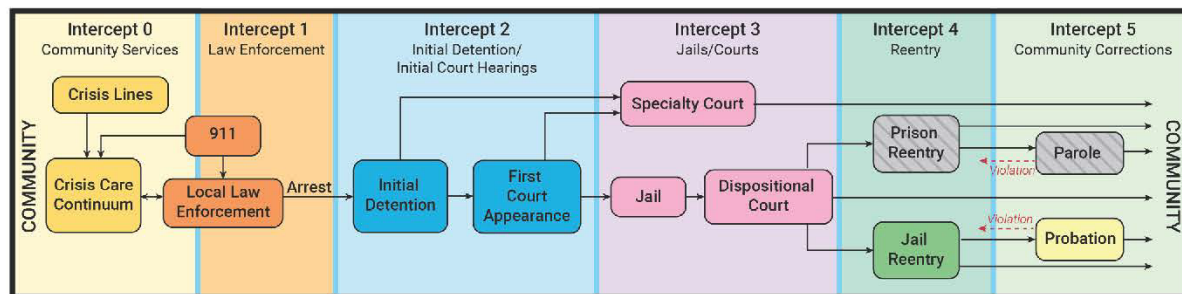 Intercept 0
Community Services
Intercept 1
Law Enforcement
Intercept 2
Initial Detention/
Initial Court Hearings
Intercept 3
Jails/Courts
Intercept 4
Reentry
Intercept 5
Community Corrections
COMMUNITY
Crisis Lines
911
Crisis Care
Continuum
Local Law
Enforcement
Arrest
Initial
Detention
First
Court
Appearance
Specialty Court
Jail
Dispositional
Court
Prison
Reentry
Violation
Parole
Jail
Reentry
Violation
Probation
COMMUNITY